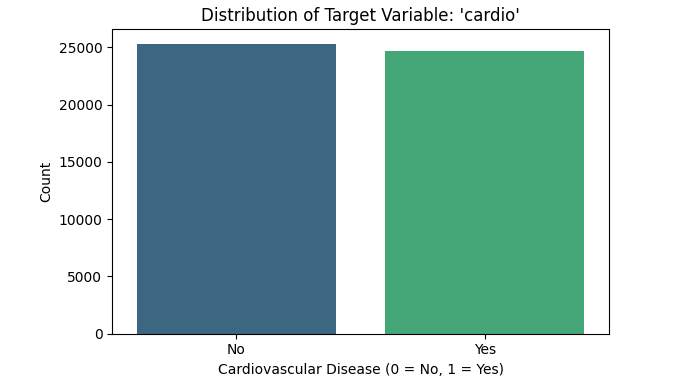 Distribution of Target Variable: 'cardio'
25000
20000
15000
10000
5000
0
Count
No
Yes
Cardiovascular Disease (0 = No, 1 = Yes)